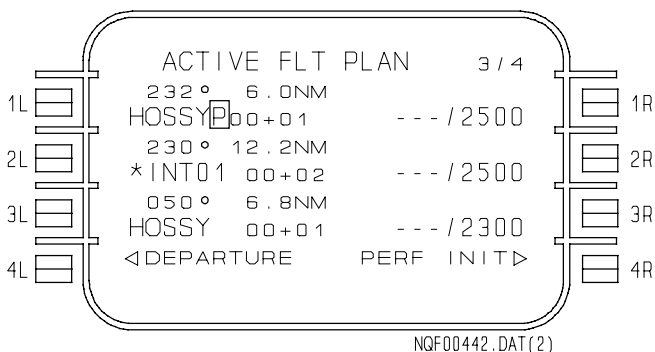 ACTIVE FLT PLAN 3/4
232° 6.0NM
1L HOSSY P 00+01 ---/2500 1R
230° 12.2NM
2L *INT01 00+02 ---/2500 2R
050° 6.8NM
3L HOSSY 00+01 ---/2300 3R
4L ◁DEPARTURE PERF INIT▷ 4R
NQF00442.DAT(2)